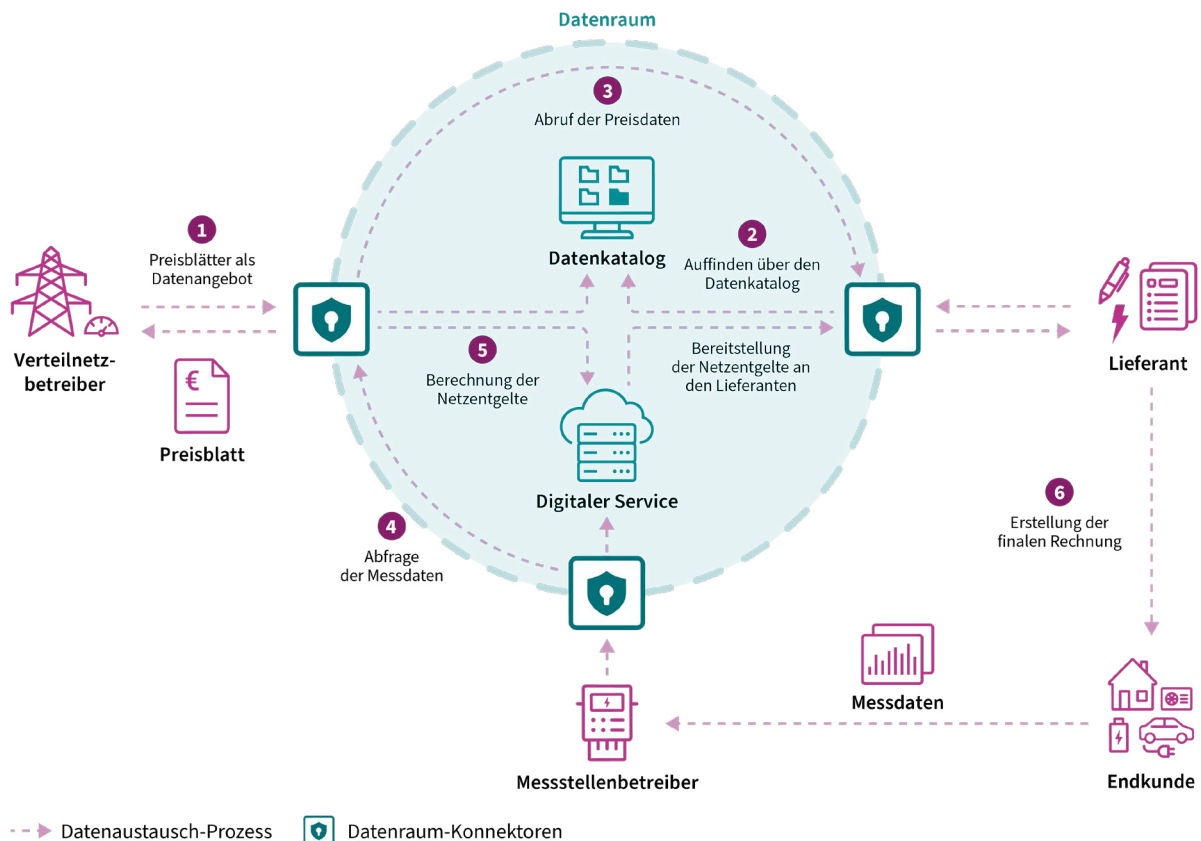 Datenraum
3
Abruf der Preisdaten
1
Preisblätter als
Datenangebot
Datenkatalog
2
Auffinden über den
Datenkatalog
Verteilnetz-
betreiber
€
Preisblatt
5
Berechnung der
Netzentgelte
Bereitstellung
der Netzentgelte an
den Lieferanten
Lieferant
Digitaler Service
4
Abfrage
der Messdaten
6
Erstellung der
finalen Rechnung
Messdaten
Messstellenbetreiber
Endkunde
Datenaustausch-Prozess
Datenraum-Konnektoren